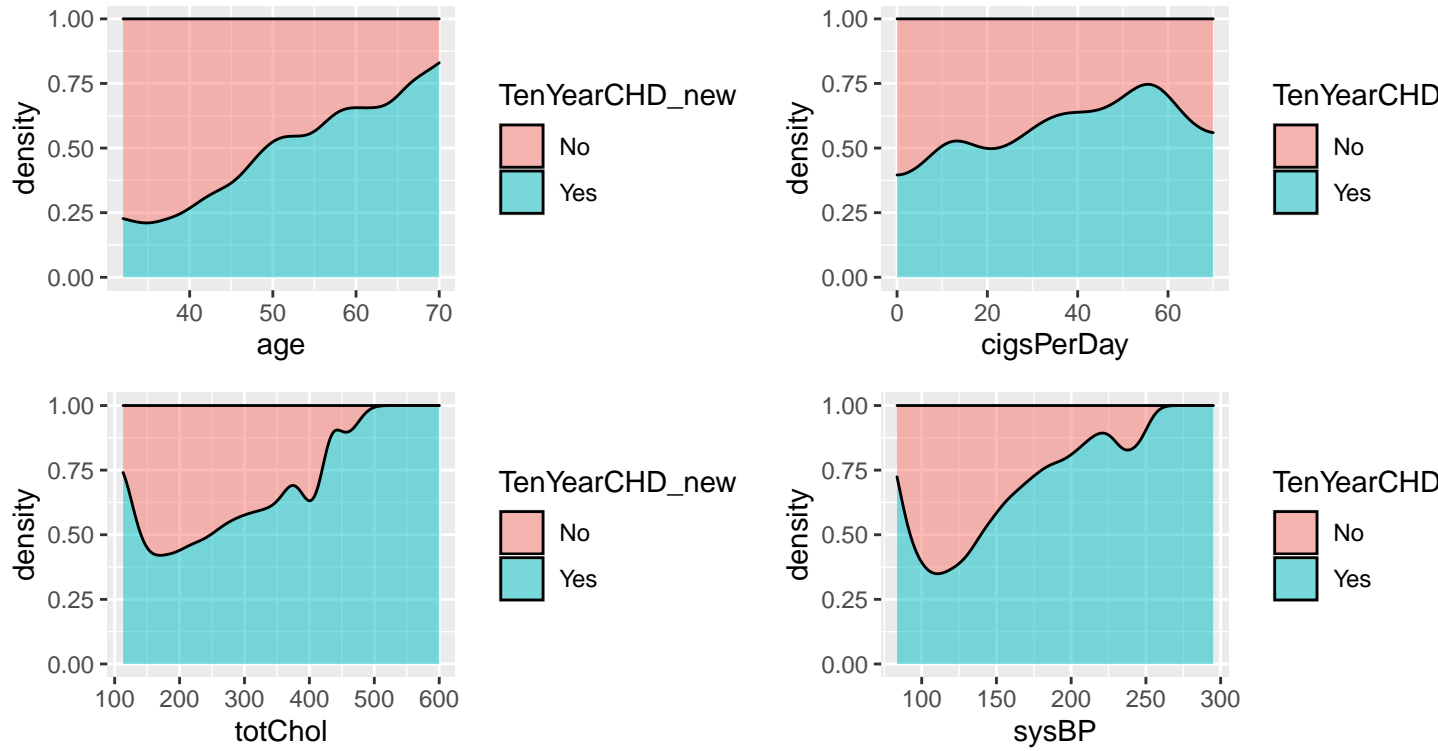 density
1.00
0.75
0.50
0.25
0.00
40 50 60 70
age
TenYearCHD_new
No
Yes
density
1.00
0.75
0.50
0.25
0.00
0 20 40 60
cigsPerDay
TenYearCHD
No
Yes
density
1.00
0.75
0.50
0.25
0.00
100 200 300 400 500 600
totChol
TenYearCHD_new
No
Yes
density
1.00
0.75
0.50
0.25
0.00
100 150 200 250 300
sysBP
TenYearCHD
No
Yes